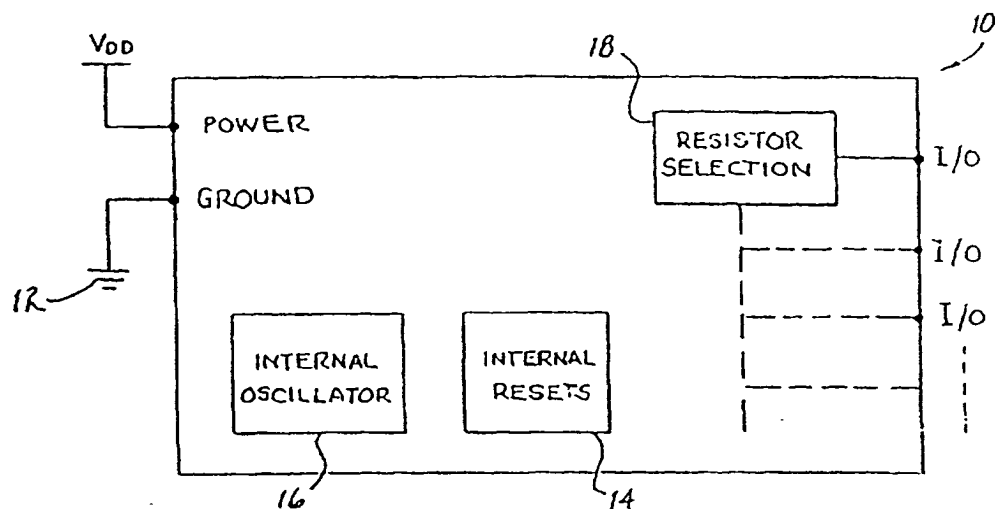 10
18
VDD
POWER
RESISTOR
SELECTION
I/O
GROUND
I/O
12
I/O
INTERNAL
OSCILLATOR
INTERNAL
RESETS
16
14